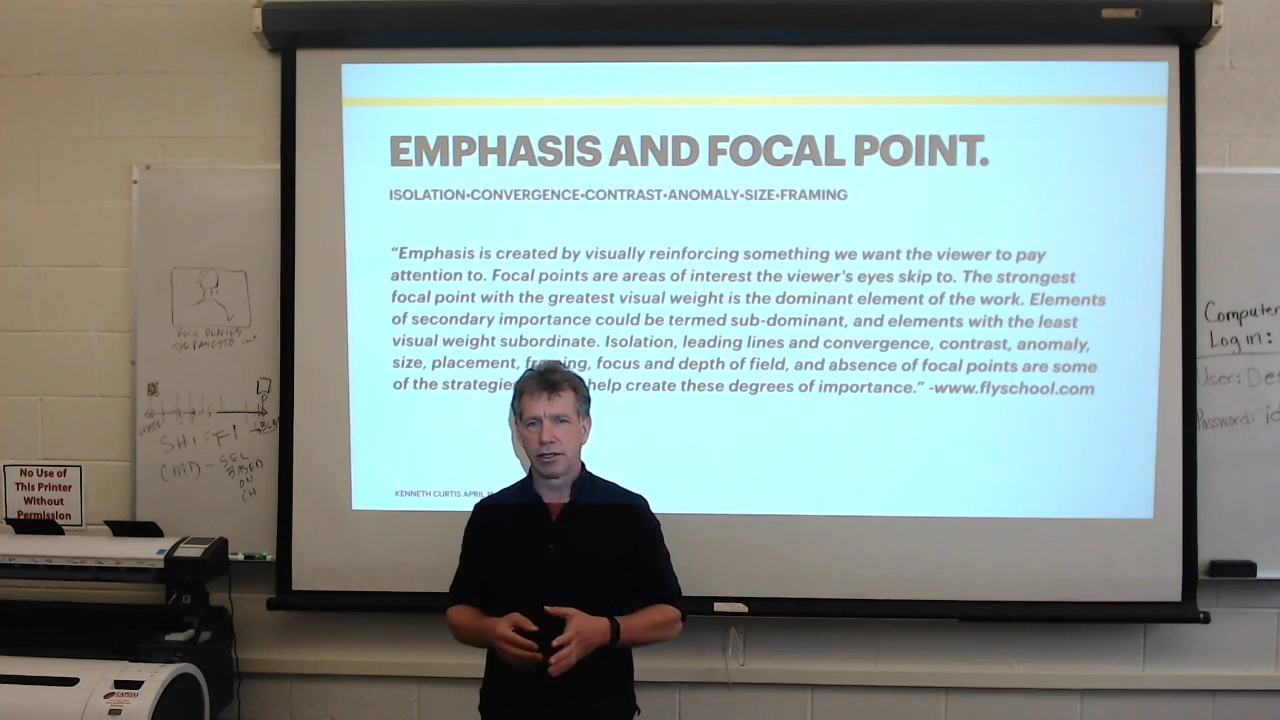 EMPHASIS AND FOCAL POINT.
ISOLATION•CONVERGENCE•CONTRAST•ANOMALY•SIZE•FRAMING
“Emphasis is created by visually reinforcing something we want the viewer to pay
attention to. Focal points are areas of interest the viewer's eyes skip to. The strongest
focal point with the greatest visual weight is the dominant element of the work. Elements
of secondary importance could be termed sub-dominant, and elements with the least
visual weight subordinate. Isolation, leading lines and convergence, contrast, anomaly,
size, placement, framing, focus and depth of field, and absence of focal points are some
of the strategies help create these degrees of importance.” -www.flyschool.com
KENNETH CURTIS APRIL
SHIFT
CMD - SEL
BASED
ON
No Use of
This Printer
Without
Permission
Computer
Log in:
User: De
Password: